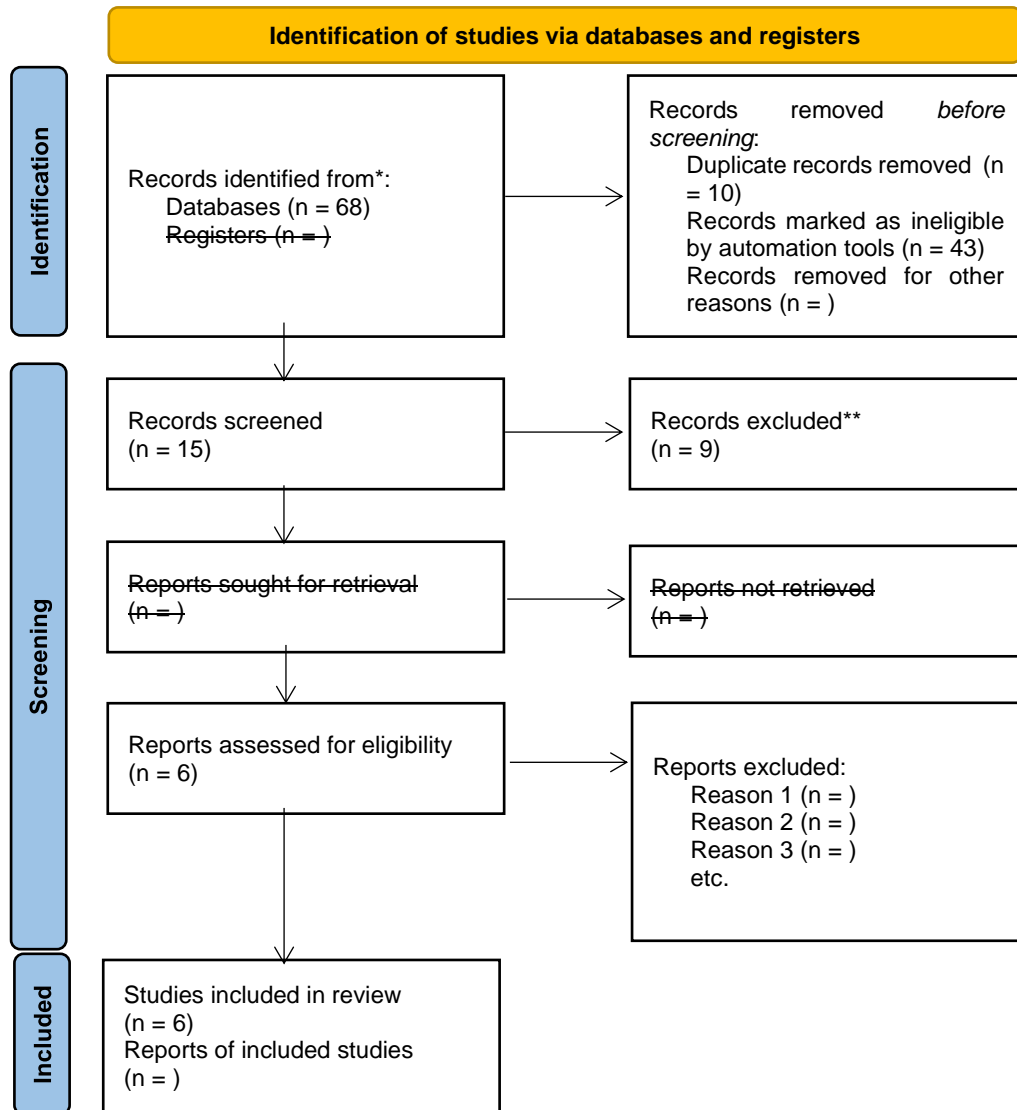 Identification of studies via databases and registers
Identification
Records identified from*:
Databases (n = 68)
Registers (n = )
Records removed before
screening:
Duplicate records removed (n
= 10)
Records marked as ineligible
by automation tools (n = 43)
Records removed for other
reasons (n = )
Screening
Records screened
(n = 15)
Records excluded**
(n = 9)
Reports sought for retrieval
(n = )
Reports not retrieved
(n = )
Reports assessed for eligibility
(n = 6)
Reports excluded:
Reason 1 (n = )
Reason 2 (n = )
Reason 3 (n = )
etc.
Included
Studies included in review
(n = 6)
Reports of included studies
(n = )